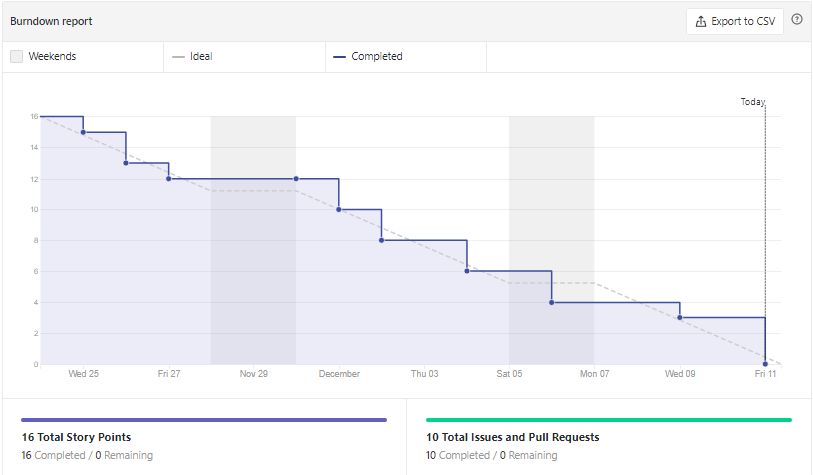 Burndown report
Export to CSV
Weekends
Ideal
Completed
Today
16
14
12
10
8
6
4
2
0
Wed 25 Fri 27 Nov 29 December Thu 03 Sat 05 Mon 07 Wed 09 Fri 11
16 Total Story Points
16 Completed / 0 Remaining
10 Total Issues and Pull Requests
10 Completed / 0 Remaining